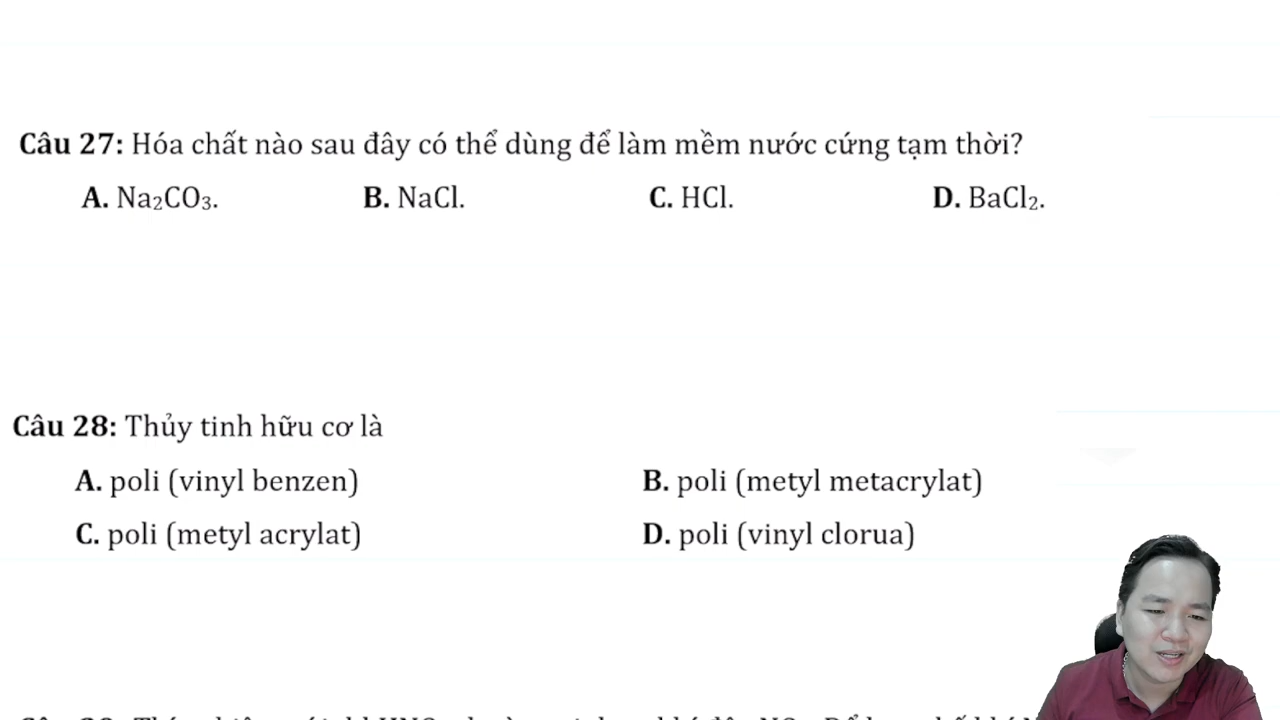 Câu 27: Hóa chất nào sau đây có thể dùng để làm mềm nước cứng tạm thời?
A. Na₂CO₃. B. NaCl. C. HCl. D. BaCl₂.
Câu 28: Thủy tinh hữu cơ là
A. poli (vinyl benzen) B. poli (metyl metacrylat)
C. poli (metyl acrylat) D. poli (vinyl clorua)